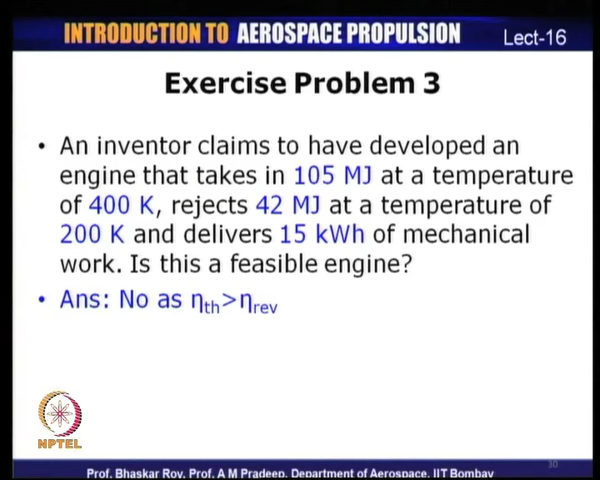 INTRODUCTION TO AEROSPACE PROPULSION Lect-16
Exercise Problem 3
• An inventor claims to have developed an
engine that takes in 105 MJ at a temperature
of 400 K, rejects 42 MJ at a temperature of
200 K and delivers 15 kWh of mechanical
work. Is this a feasible engine?
• Ans: No as ηth>ηrev
NPTEL
30
Prof. Bhaskar Roy, Prof. A M Pradeep, Department of Aerospace, IIT Bombay